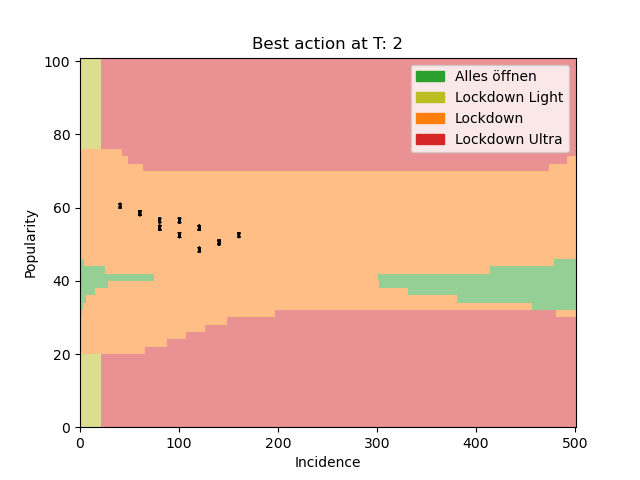 Best action at T: 2
Alles öffnen
Lockdown Light
Lockdown
Lockdown Ultra
100
80
60
40
20
0
Popularity
0 100 200 300 400 500
Incidence